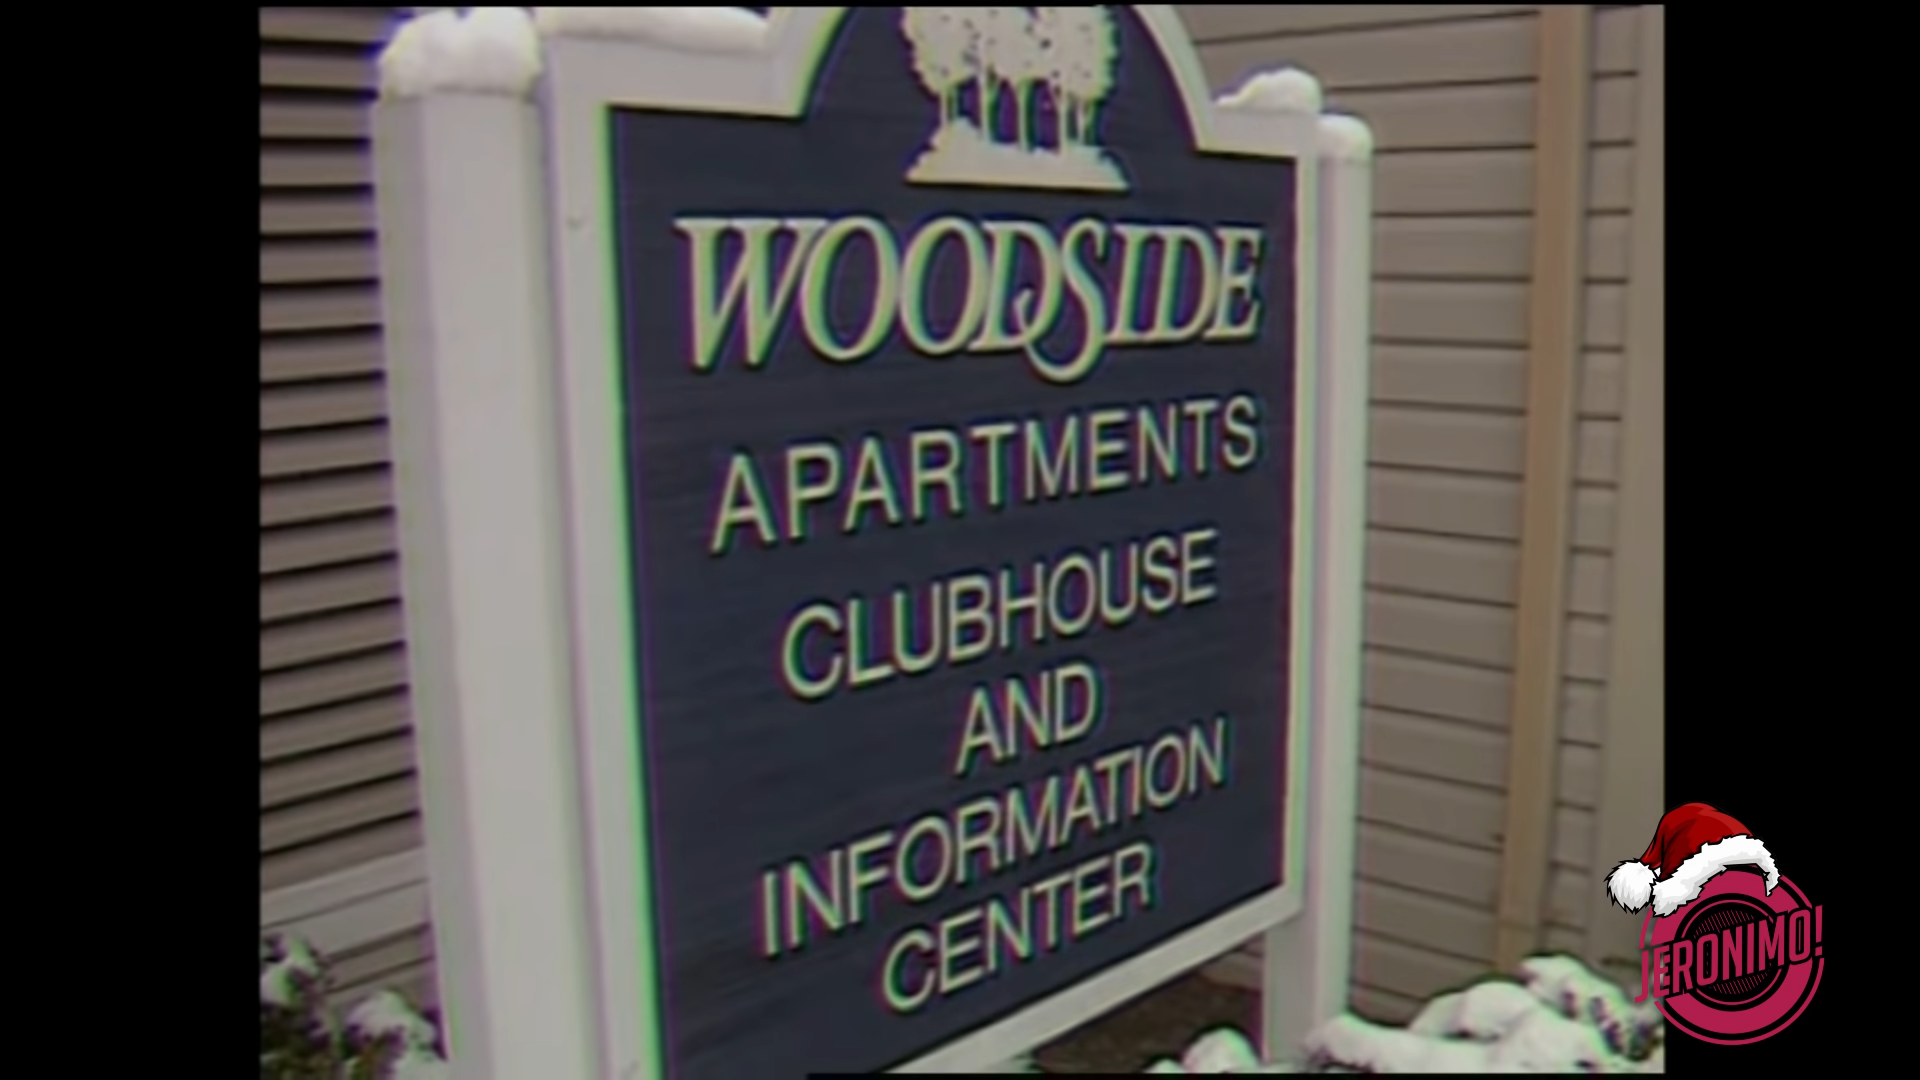 WOODSIDE
APARTMENTS
CLUBHOUSE
AND
INFORMATION
CENTER
JERONIMO!